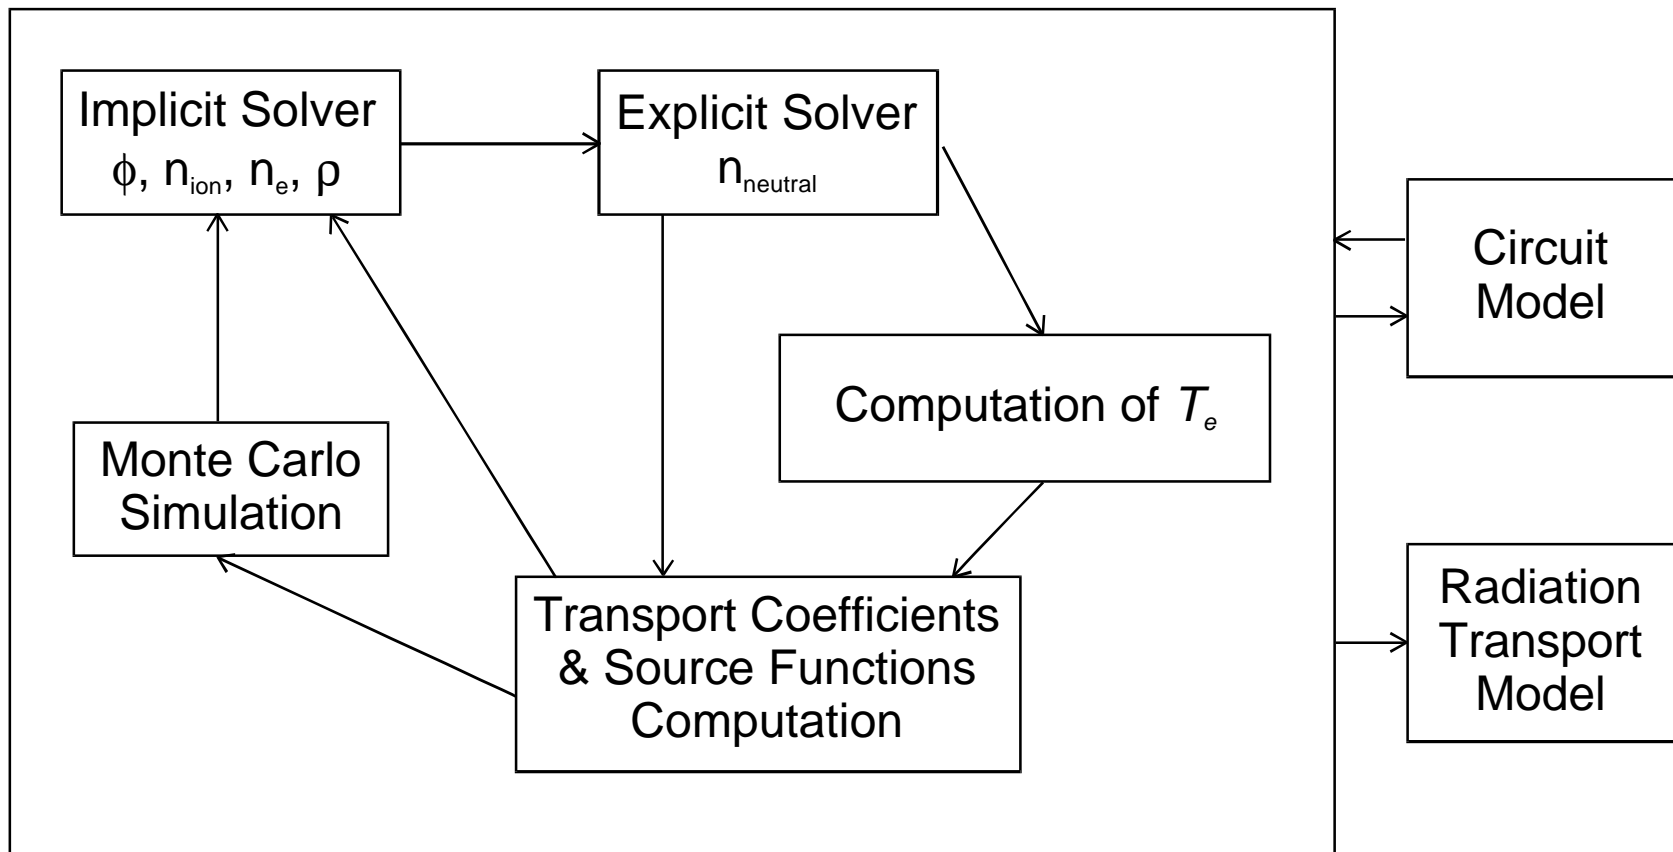 Implicit Solver
ϕ, n_ion, n_e, ρ
Explicit Solver
n_neutral
Circuit
Model
Computation of T_e
Monte Carlo
Simulation
Transport Coefficients
& Source Functions
Computation
Radiation
Transport
Model